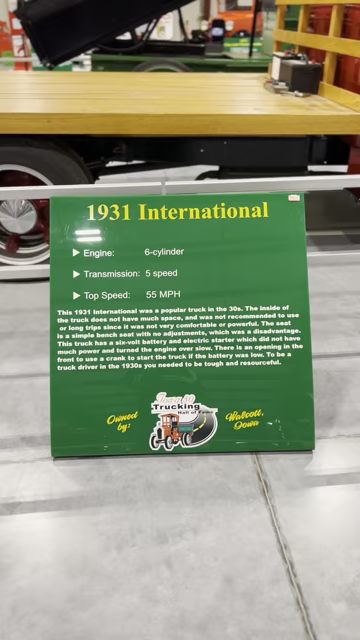 1931 International
Engine: 6-cylinder
Transmission: 5 speed
Top Speed: 55 MPH
This 1931 International was a popular truck in the 30s. The inside of
the truck does not have much space, and was not recommended to use
or long trips since it was not very comfortable or powerful. The seat
is a simple bench seat with no adjustments, which was a disadvantage.
This truck has a six-volt battery and electric starter which did not have
much power and turned the engine over slow. There is an opening in the
front to use a crank to start the truck if the battery was low. To be a
truck driver in the 1930s you needed to be tough and resourceful.
Owned
by:
Iowa 80
Trucking
Hall of Fame
Walcott,
Iowa